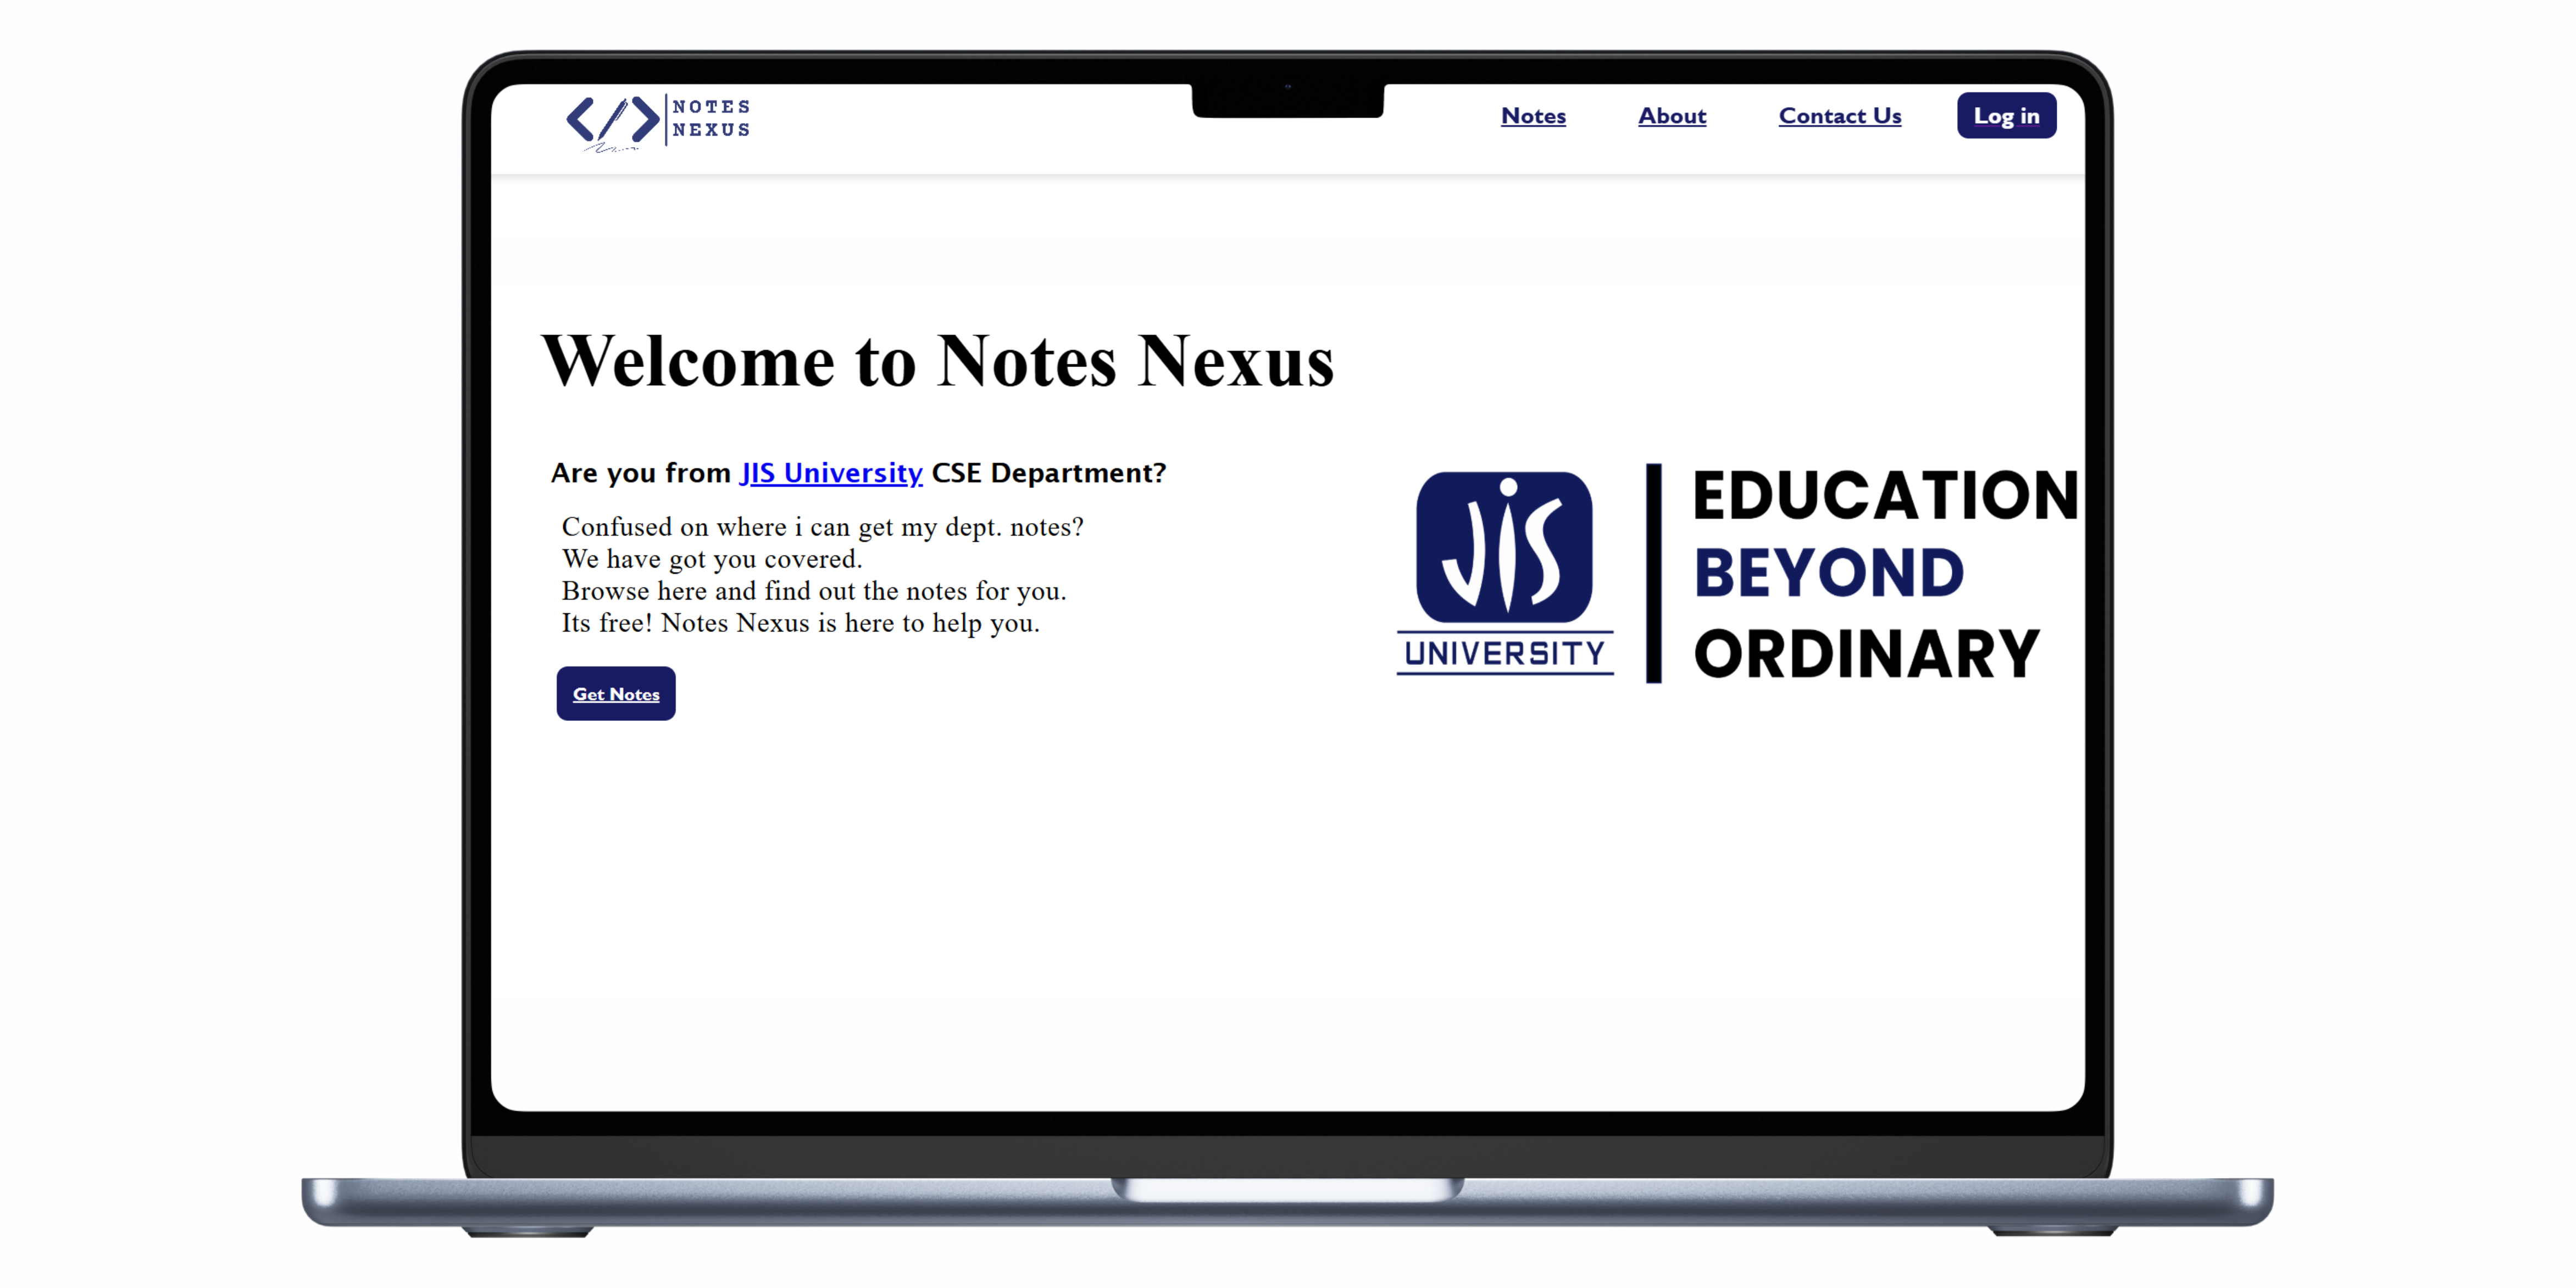 NOTES
NEXUS
Notes About Contact Us Log in
Welcome to Notes Nexus
Are you from JIS University CSE Department?
Confused on where i can get my dept. notes?
We have got you covered.
Browse here and find out the notes for you.
Its free! Notes Nexus is here to help you.
Get Notes
JIS
UNIVERSITY
EDUCATION
BEYOND
ORDINARY